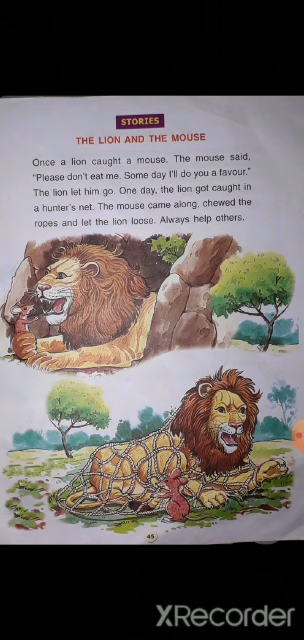 STORIES
THE LION AND THE MOUSE
Once a lion caught a mouse. The mouse said,
"Please don't eat me. Some day I'll do you a favour."
The lion let him go. One day, the lion got caught in
a hunter's net. The mouse came along, chewed the
ropes and let the lion loose. Always help others.
45
XRecorder